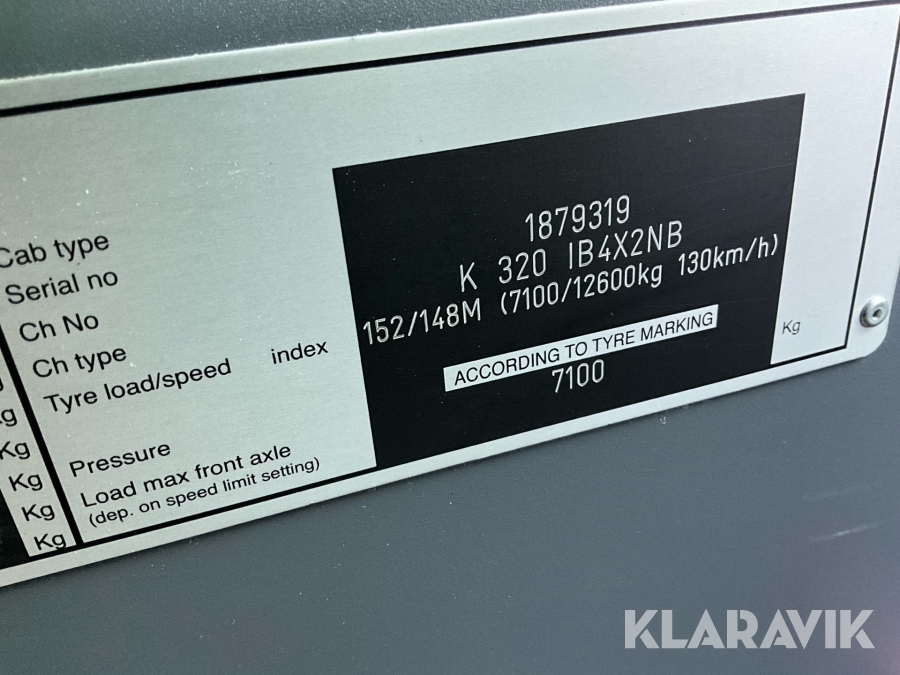 Cab type
Serial no
Ch No 1879319
Ch type K 320 IB4X2NB
Tyre load/speed index 152/148M (7100/12600kg 130km/h)
Pressure ACCORDING TO TYRE MARKING
Load max front axle 7100 Kg
(dep. on speed limit setting)
Kg
Kg
Kg
Kg
KLARAVIK